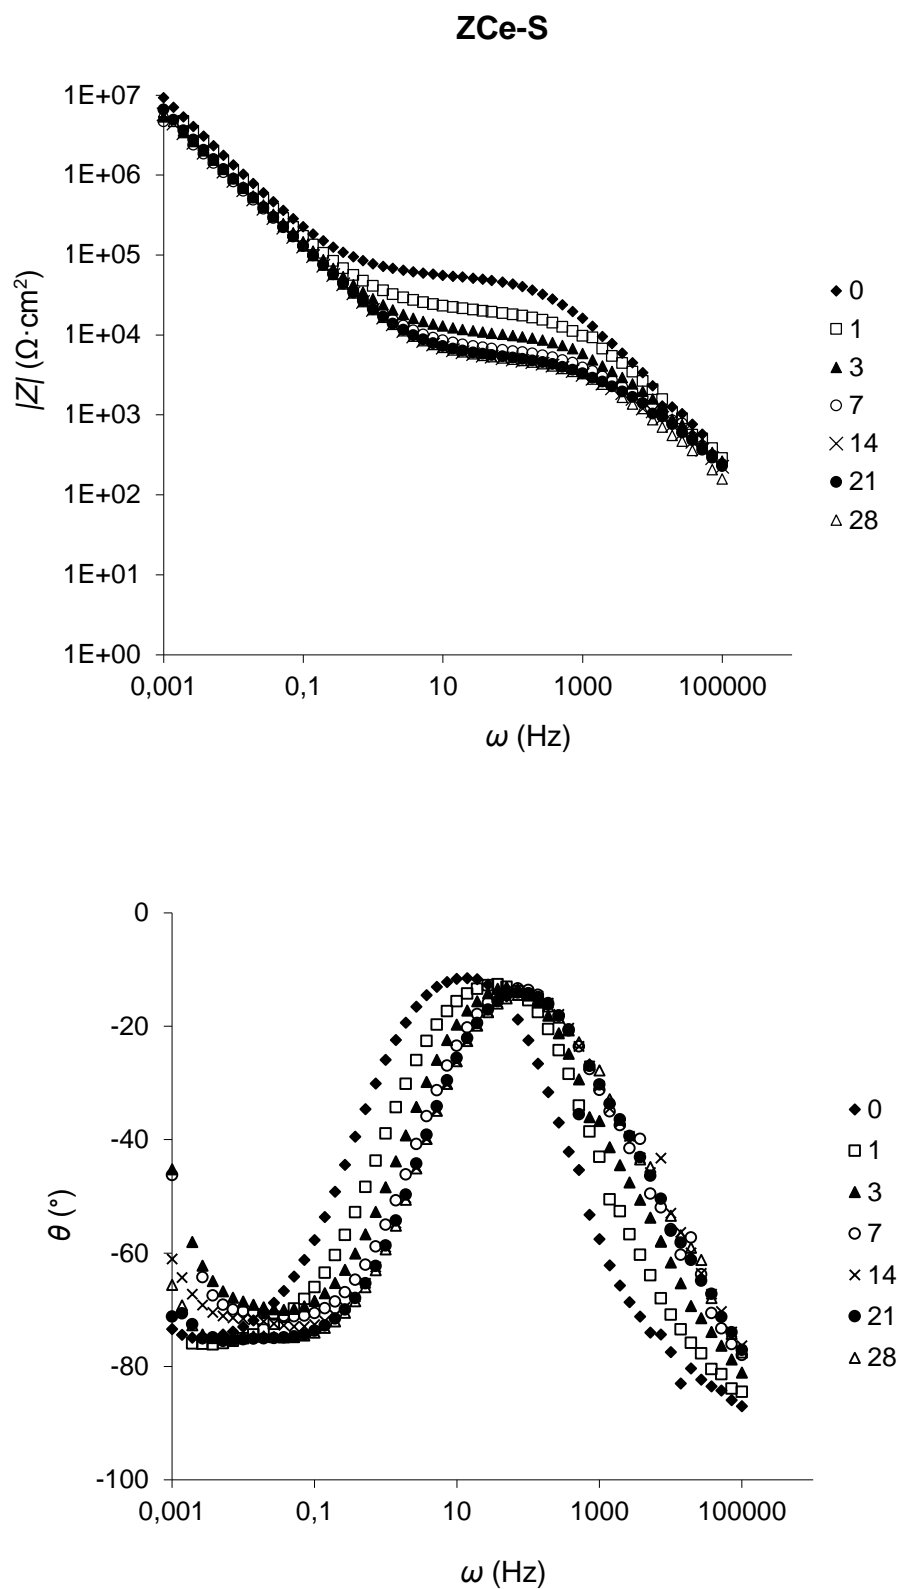 ZCe-S
1E+07
1E+06
1E+05
1E+04
1E+03
1E+02
1E+01
1E+00
|Z| (Ω·cm²)
0,001 0,1 10 1000 100000
ω (Hz)
0
1
3
7
14
21
28
0
-20
-40
-60
-80
-100
θ (°)
0,001 0,1 10 1000 100000
ω (Hz)
0
1
3
7
14
21
28